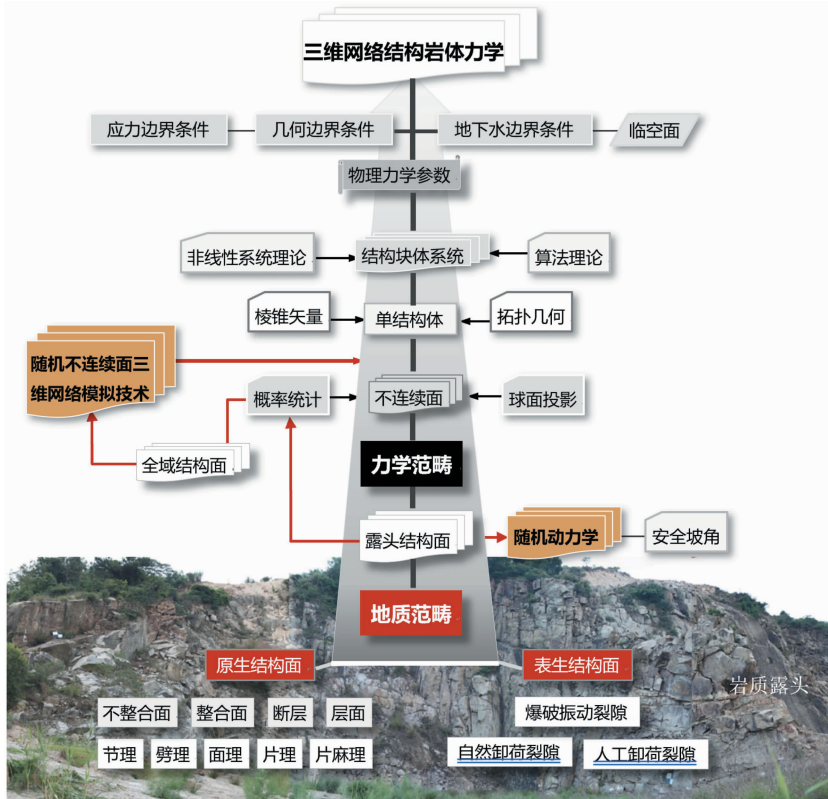 三维网络结构岩体力学
应力边界条件
几何边界条件
地下水边界条件
临空面
物理力学参数
非线性系统理论
结构块体系统
算法理论
棱锥矢量
单结构体
拓扑几何
随机不连续面三
维网络模拟技术
概率统计
不连续面
球面投影
全域结构面
力学范畴
露头结构面
随机动力学
安全坡角
地质范畴
原生结构面
表生结构面
岩质露头
不整合面
整合面
断层
层面
爆破振动裂隙
节理
劈理
面理
片理
片麻理
自然卸荷裂隙
人工卸荷裂隙